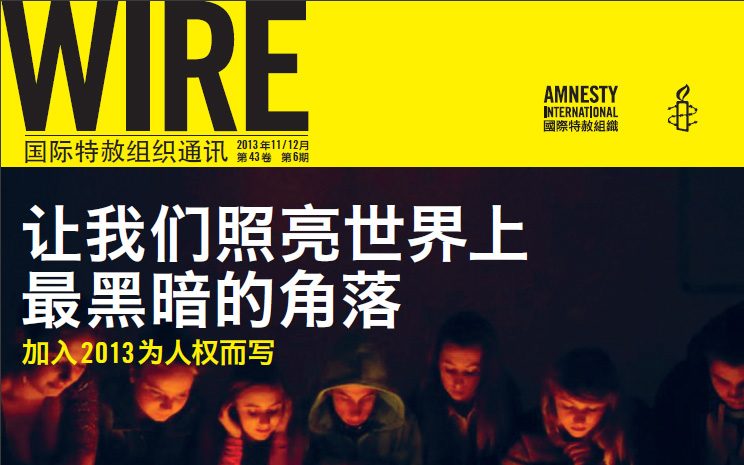 WIRE
国际特赦组织通讯
2013年11/12月
第43卷 第6期
AMNESTY
INTERNATIONAL
國際特赦組織
让我们照亮世界上
最黑暗的角落
加入2013为人权而写